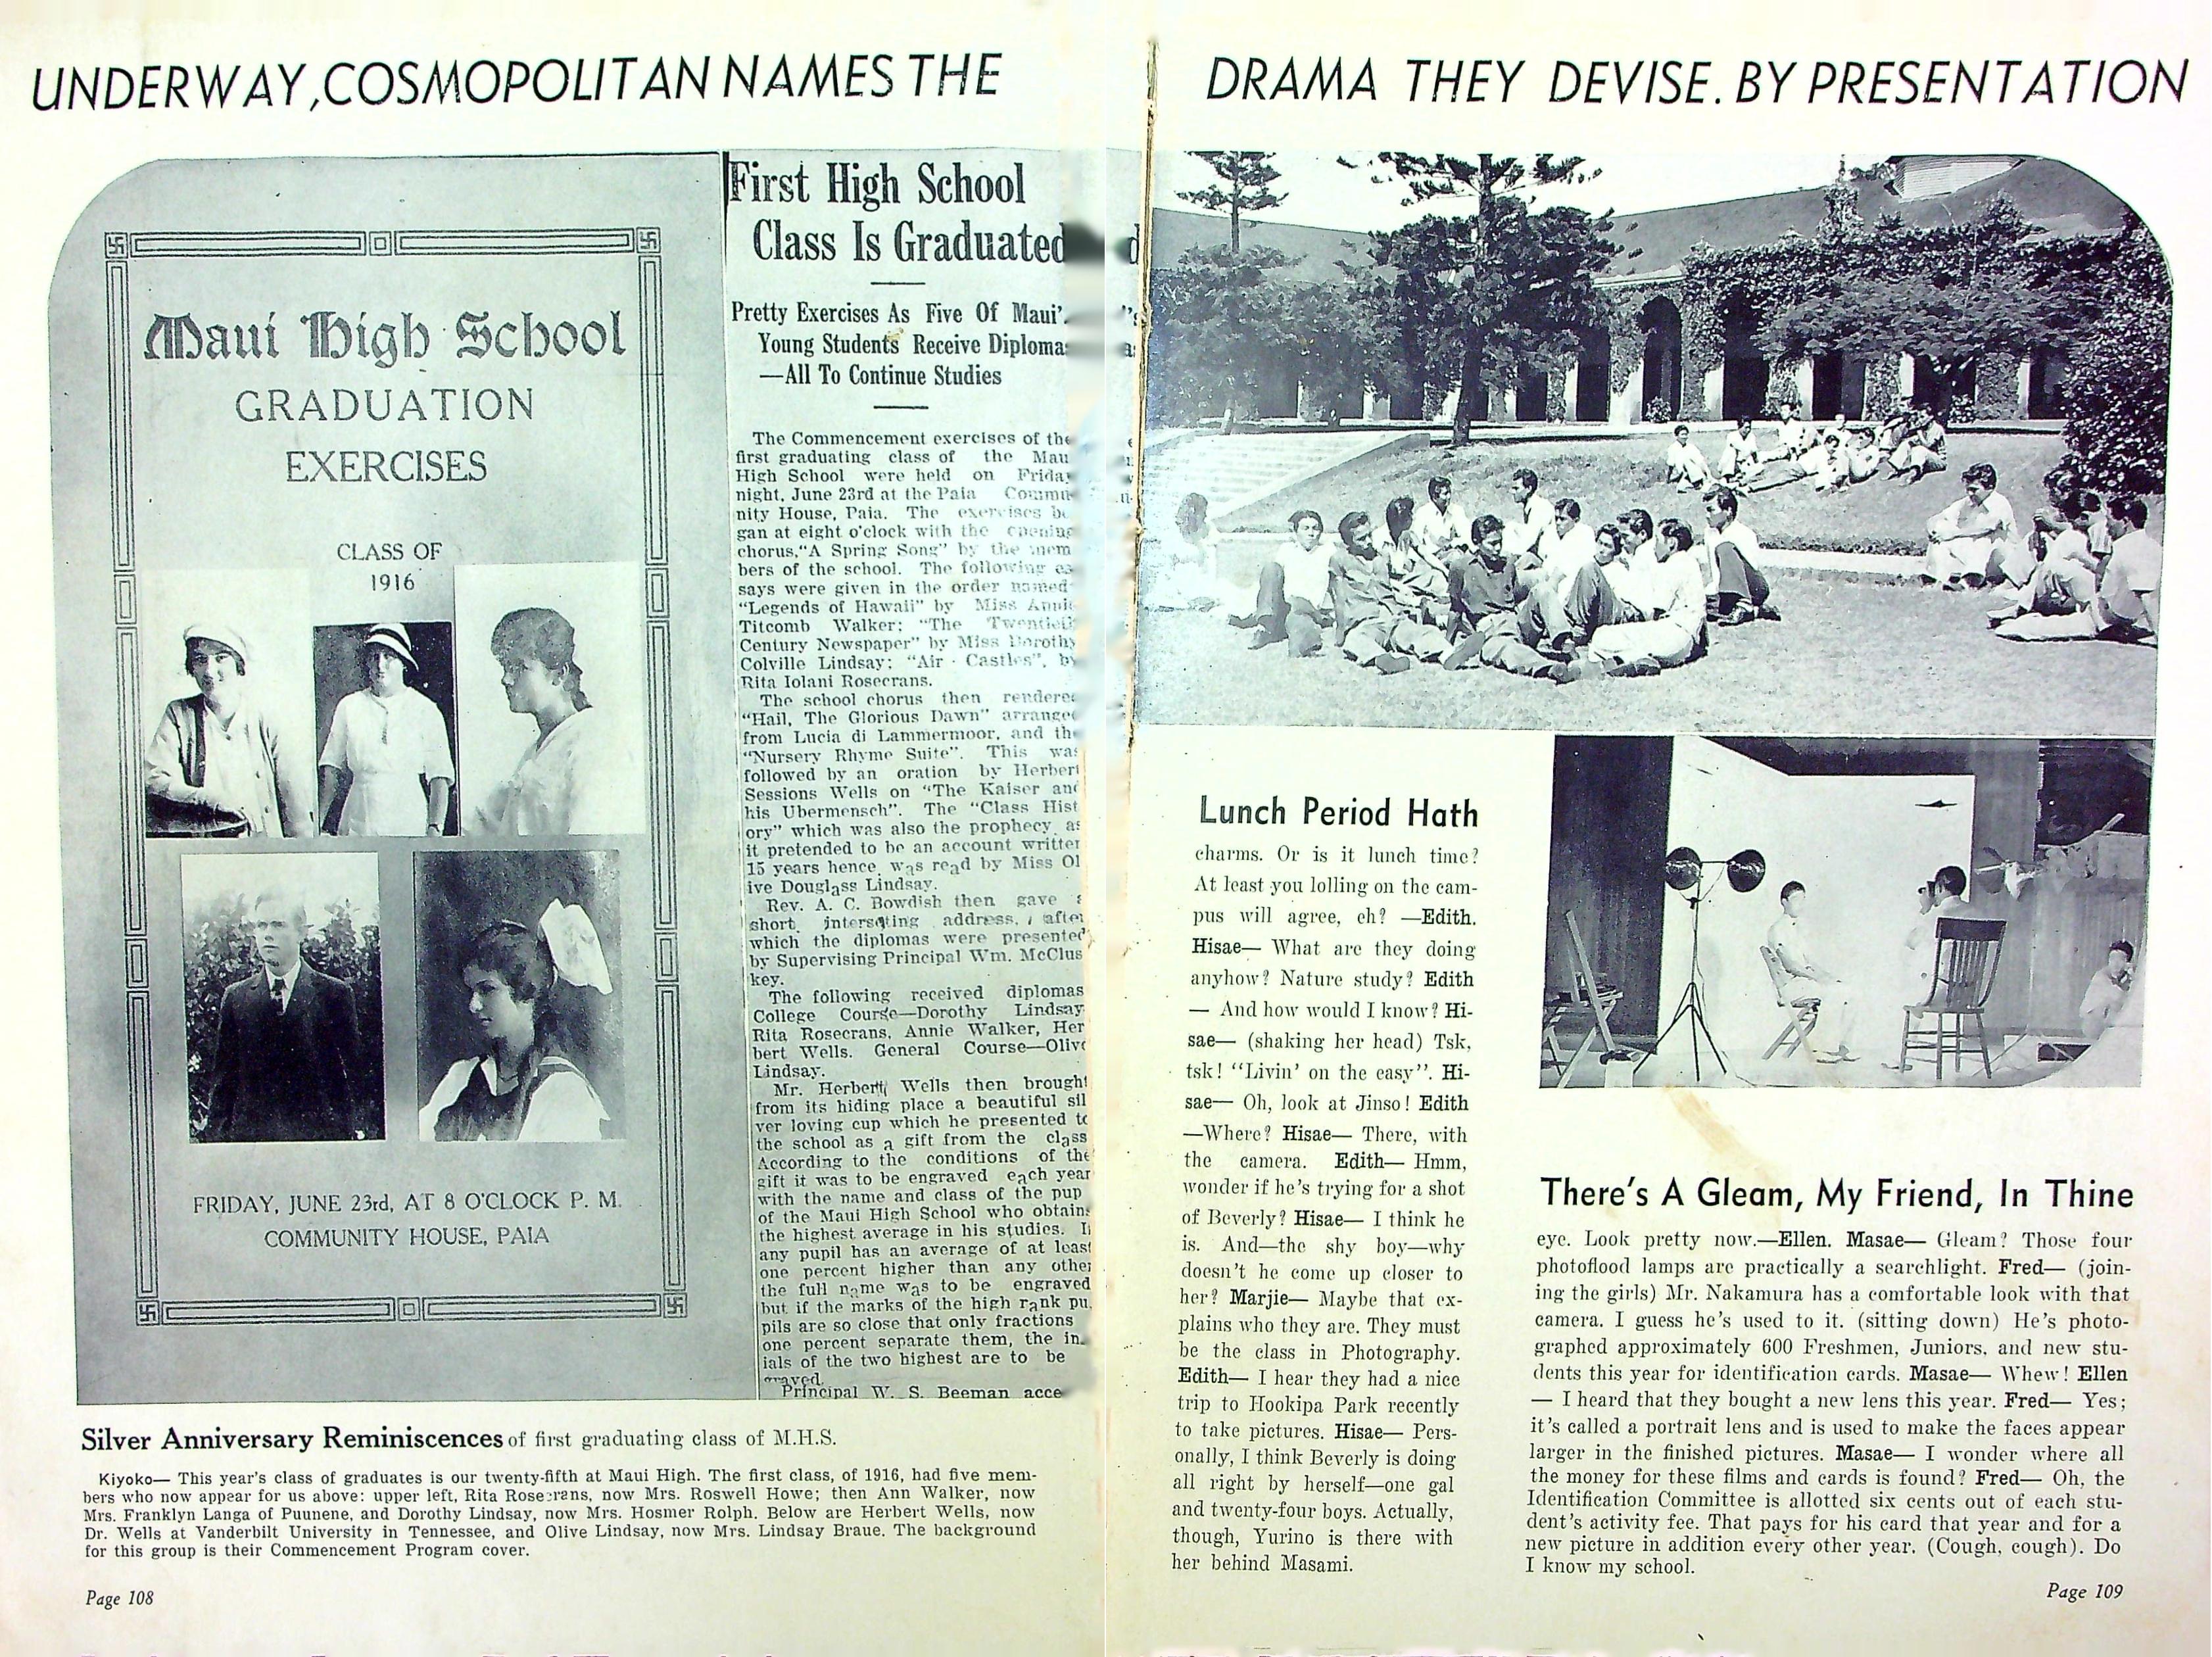 UNDERWAY, COSMOPOLITAN NAMES THE
Maui High School
GRADUATION
EXERCISES
CLASS OF
1916
FRIDAY, JUNE 23rd, AT 8 O'CLOCK P. M.
COMMUNITY HOUSE, PAIA
First High School
Class Is Graduated
Pretty Exercises As Five Of Maui'
Young Students Receive Diploma
—All To Continue Studies
The Commencement exercises of the
first graduating class of the Mau
High School were held on Friday
night, June 23rd at the Paia Commu
nity House, Paia. The exercises be
gan at eight o'clock with the opening
chorus,"A Spring Song" by the mem
bers of the school. The following es
says were given in the order named
"Legends of Hawaii" by Miss Annie
Titcomb Walker; "The Twentieth
Century Newspaper" by Miss Dorothy
Colville Lindsay; "Air Castles", by
Rita Iolani Rosecrans.
The school chorus then rendered
"Hail, The Glorious Dawn" arranged
from Lucia di Lammermoor, and the
"Nursery Rhyme Suite". This was
followed by an oration by Herbert
Sessions Wells on "The Kaiser and
his Ubermensch". The "Class Hist
ory" which was also the prophecy, as
it pretended to be an account written
15 years hence, was read by Miss Ol
ive Douglass Lindsay.
Rev. A. C. Bowdish then gave a
short intersqting address, after
which the diplomas were presented
by Supervising Principal Wm. McClus
key.
The following received diplomas
College Course—Dorothy Lindsay
Rita Rosecrans, Annie Walker, Her
bert Wells. General Course—Olive
Lindsay.
Mr. Herbert Wells then brought
from its hiding place a beautiful sil
ver loving cup which he presented to
the school as a gift from the class
According to the conditions of the
gift it was to be engraved each year
with the name and class of the pup
of the Maui High School who obtains
the highest average in his studies. If
any pupil has an average of at least
one percent higher than any other
the full name was to be engraved
but if the marks of the high rank pu
pils are so close that only fractions
one percent separate them, the in
ials of the two highest are to be
graved.
Principal W. S. Beeman acce
Silver Anniversary Reminiscences of first graduating class of M.H.S.
Kiyoko— This year's class of graduates is our twenty-fifth at Maui High. The first class, of 1916, had five mem-
bers who now appear for us above: upper left, Rita Rosecrans, now Mrs. Roswell Howe; then Ann Walker, now
Mrs. Franklyn Langa of Puunene, and Dorothy Lindsay, now Mrs. Hosmer Rolph. Below are Herbert Wells, now
Dr. Wells at Vanderbilt University in Tennessee, and Olive Lindsay, now Mrs. Lindsay Braue. The background
for this group is their Commencement Program cover.
Page 108
DRAMA THEY DEVISE. BY PRESENTATION
Lunch Period Hath
charms. Or is it lunch time?
At least you lolling on the cam-
pus will agree, eh? —Edith.
Hisae— What are they doing
anyhow? Nature study? Edith
— And how would I know? Hi-
sae— (shaking her head) Tsk,
tsk! "Livin' on the easy". Hi-
sae— Oh, look at Jinso! Edith
—Where? Hisae— There, with
the camera. Edith— Hmm,
wonder if he's trying for a shot
of Beverly? Hisae— I think he
is. And—the shy boy—why
doesn't he come up closer to
her? Marjie— Maybe that ex-
plains who they are. They must
be the class in Photography.
Edith— I hear they had a nice
trip to Hookipa Park recently
to take pictures. Hisae— Pers-
onally, I think Beverly is doing
all right by herself—one gal
and twenty-four boys. Actually,
though, Yurino is there with
her behind Masami.
There's A Gleam, My Friend, In Thine
eye. Look pretty now.—Ellen. Masae— Gleam? Those four
photoflood lamps are practically a searchlight. Fred— (join-
ing the girls) Mr. Nakamura has a comfortable look with that
camera. I guess he's used to it. (sitting down) He's photo-
graphed approximately 600 Freshmen, Juniors, and new stu-
dents this year for identification cards. Masae— Whew! Ellen
— I heard that they bought a new lens this year. Fred— Yes;
it's called a portrait lens and is used to make the faces appear
larger in the finished pictures. Masae— I wonder where all
the money for these films and cards is found? Fred— Oh, the
Identification Committee is allotted six cents out of each stu-
dent's activity fee. That pays for his card that year and for a
new picture in addition every other year. (Cough, cough). Do
I know my school.
Page 109